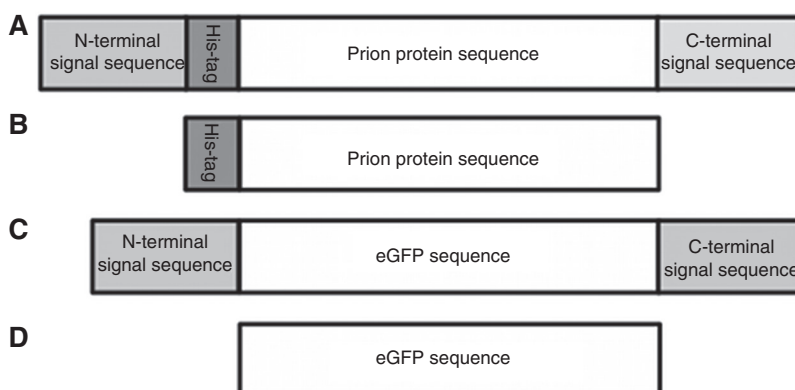 A
N-terminal
signal sequence
His-tag
Prion protein sequence
C-terminal
signal sequence
B
His-tag
Prion protein sequence
C
N-terminal
signal sequence
eGFP sequence
C-terminal
signal sequence
D
eGFP sequence